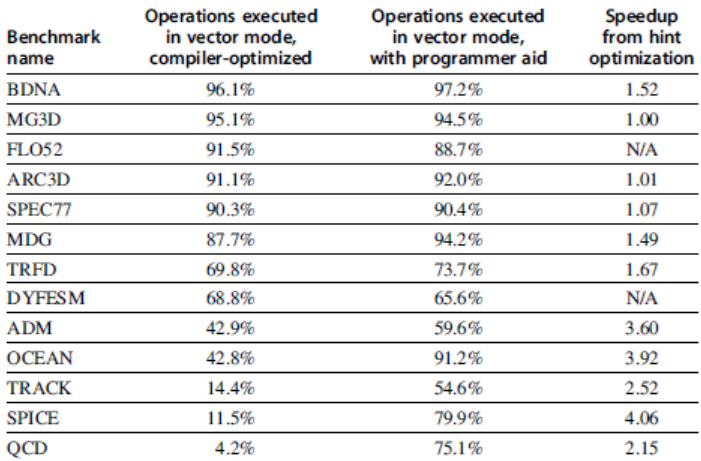 Benchmark name Operations executed in vector mode, compiler-optimized Operations executed in vector mode, with programmer aid Speedup from hint optimization
BDNA 96.1% 97.2% 1.52
MG3D 95.1% 94.5% 1.00
FLO52 91.5% 88.7% N/A
ARC3D 91.1% 92.0% 1.01
SPEC77 90.3% 90.4% 1.07
MDG 87.7% 94.2% 1.49
TRFD 69.8% 73.7% 1.67
DYFESM 68.8% 65.6% N/A
ADM 42.9% 59.6% 3.60
OCEAN 42.8% 91.2% 3.92
TRACK 14.4% 54.6% 2.52
SPICE 11.5% 79.9% 4.06
QCD 4.2% 75.1% 2.15